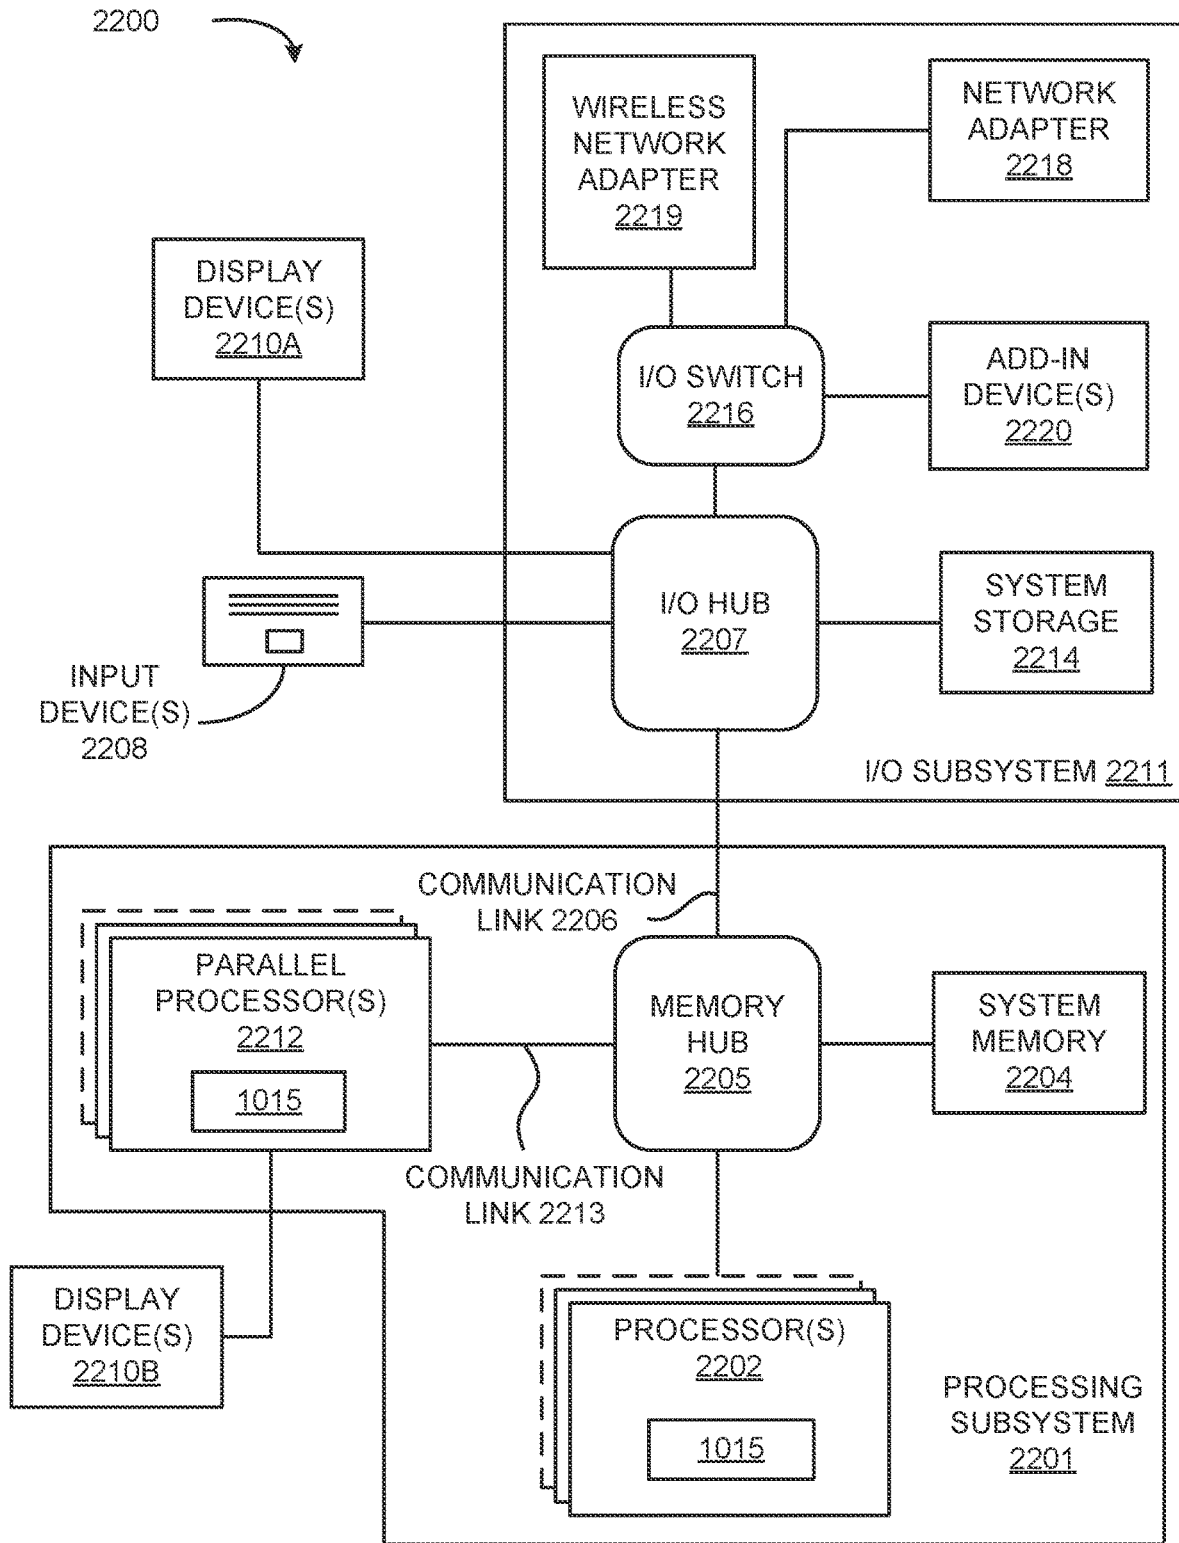 2200
WIRELESS
NETWORK
ADAPTER
2219
NETWORK
ADAPTER
2218
DISPLAY
DEVICE(S)
2210A
I/O SWITCH
2216
ADD-IN
DEVICE(S)
2220
I/O HUB
2207
SYSTEM
STORAGE
2214
INPUT
DEVICE(S)
2208
I/O SUBSYSTEM 2211
COMMUNICATION
LINK 2206
PARALLEL
PROCESSOR(S)
2212
1015
MEMORY
HUB
2205
SYSTEM
MEMORY
2204
COMMUNICATION
LINK 2213
DISPLAY
DEVICE(S)
2210B
PROCESSOR(S)
2202
1015
PROCESSING
SUBSYSTEM
2201